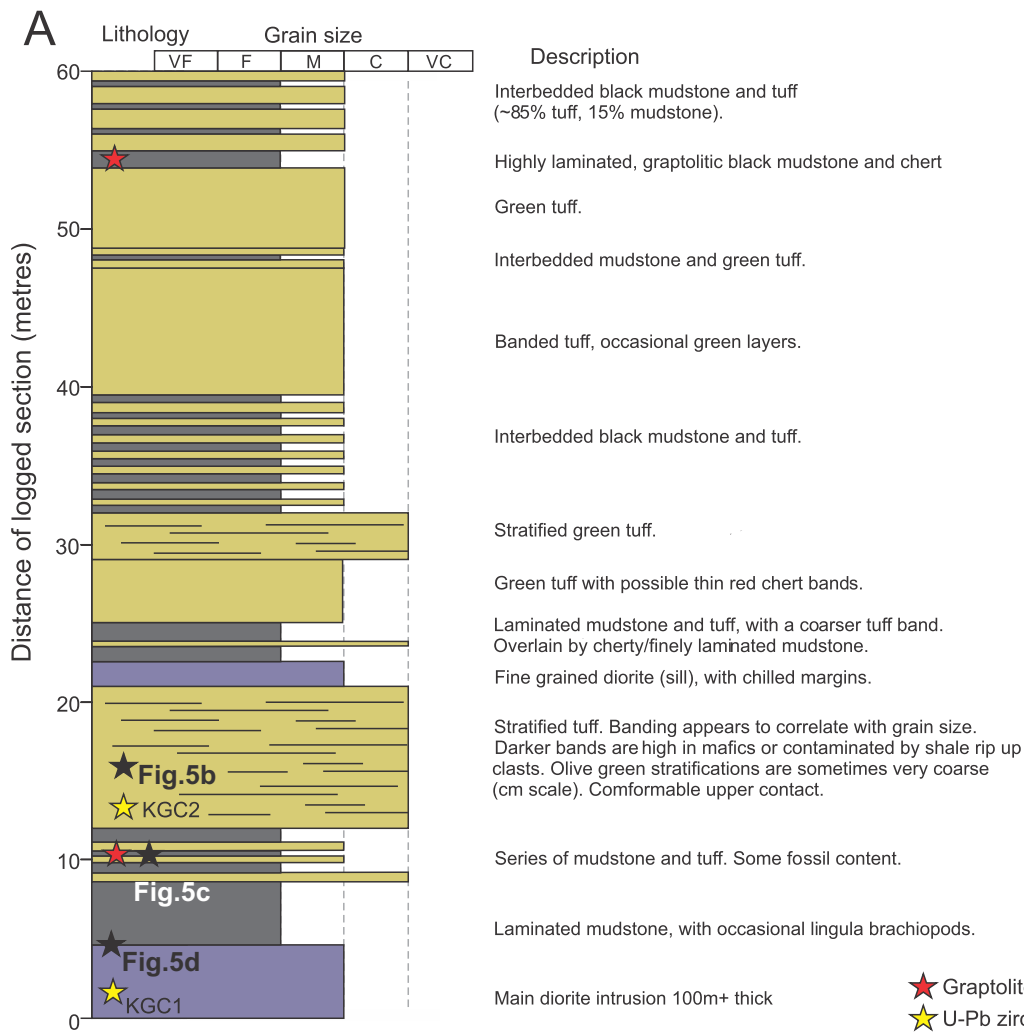 A
Lithology
Grain size
VF F M C VC
Description
Distance of logged section (metres)
60
50
40
30
20
10
0
Interbedded black mudstone and tuff
(~85% tuff, 15% mudstone).
Highly laminated, graptolitic black mudstone and chert
Green tuff.
Interbedded mudstone and green tuff.
Banded tuff, occasional green layers.
Interbedded black mudstone and tuff.
Stratified green tuff.
Green tuff with possible thin red chert bands.
Laminated mudstone and tuff, with a coarser tuff band.
Overlain by cherty/finely laminated mudstone.
Fine grained diorite (sill), with chilled margins.
Stratified tuff. Banding appears to correlate with grain size.
Darker bands are high in mafics or contaminated by shale rip up
clasts. Olive green stratifications are sometimes very coarse
(cm scale). Comformable upper contact.
Fig.5b
KGC2
Series of mudstone and tuff. Some fossil content.
Fig.5c
Laminated mudstone, with occasional lingula brachiopods.
Fig.5d
KGC1
Main diorite intrusion 100m+ thick
Graptolit
U-Pb zirc